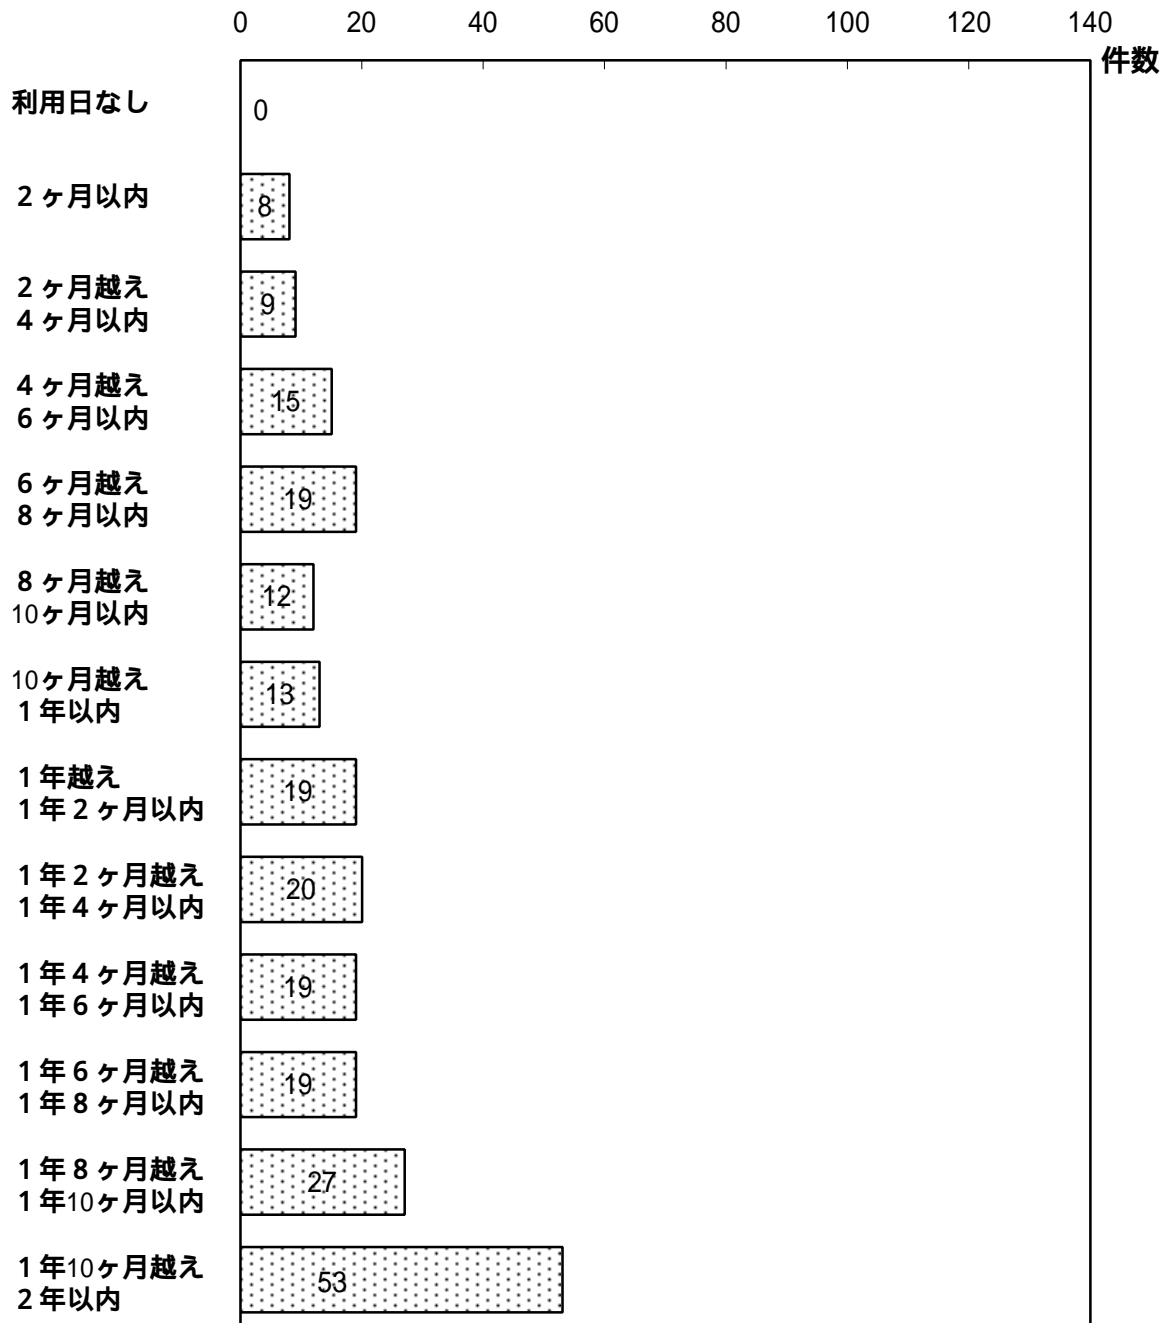 0 20 40 60 80 100 120 140
件数
利用日なし
0
2ヶ月以内
8
2ヶ月越え
4ヶ月以内
9
4ヶ月越え
6ヶ月以内
15
6ヶ月越え
8ヶ月以内
19
8ヶ月越え
10ヶ月以内
12
10ヶ月越え
1年以内
13
1年越え
1年2ヶ月以内
19
1年2ヶ月越え
1年4ヶ月以内
20
1年4ヶ月越え
1年6ヶ月以内
19
1年6ヶ月越え
1年8ヶ月以内
19
1年8ヶ月越え
1年10ヶ月以内
27
1年10ヶ月越え
2年以内
53